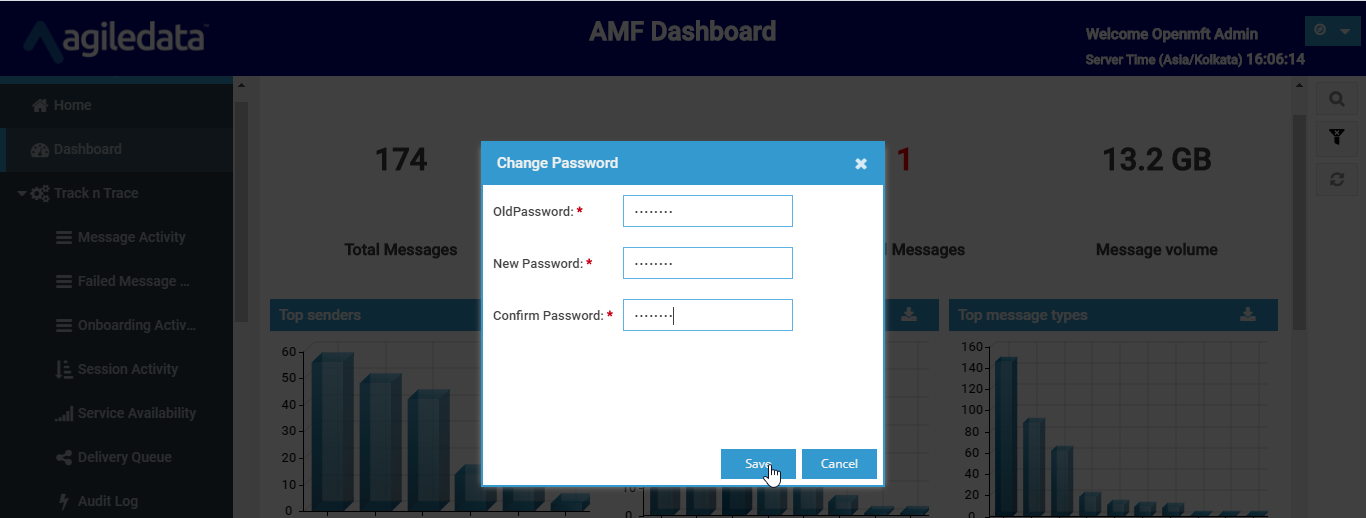 agiledata™
AMF Dashboard
Welcome Openmft Admin
Server Time (Asia/Kolkata) 16:06:14
Home
Dashboard
Track n Trace
Message Activity
Failed Message ...
Onboarding Activ...
Session Activity
Service Availability
Delivery Queue
Audit Log
174
1
13.2 GB
Total Messages
Messages
Message volume
Change Password
OldPassword: *
........
New Password: *
........
Confirm Password: *
........
Save
Cancel
Top senders
60
50
40
30
20
10
0
10
0
Top message types
160
140
120
100
80
60
40
20
0